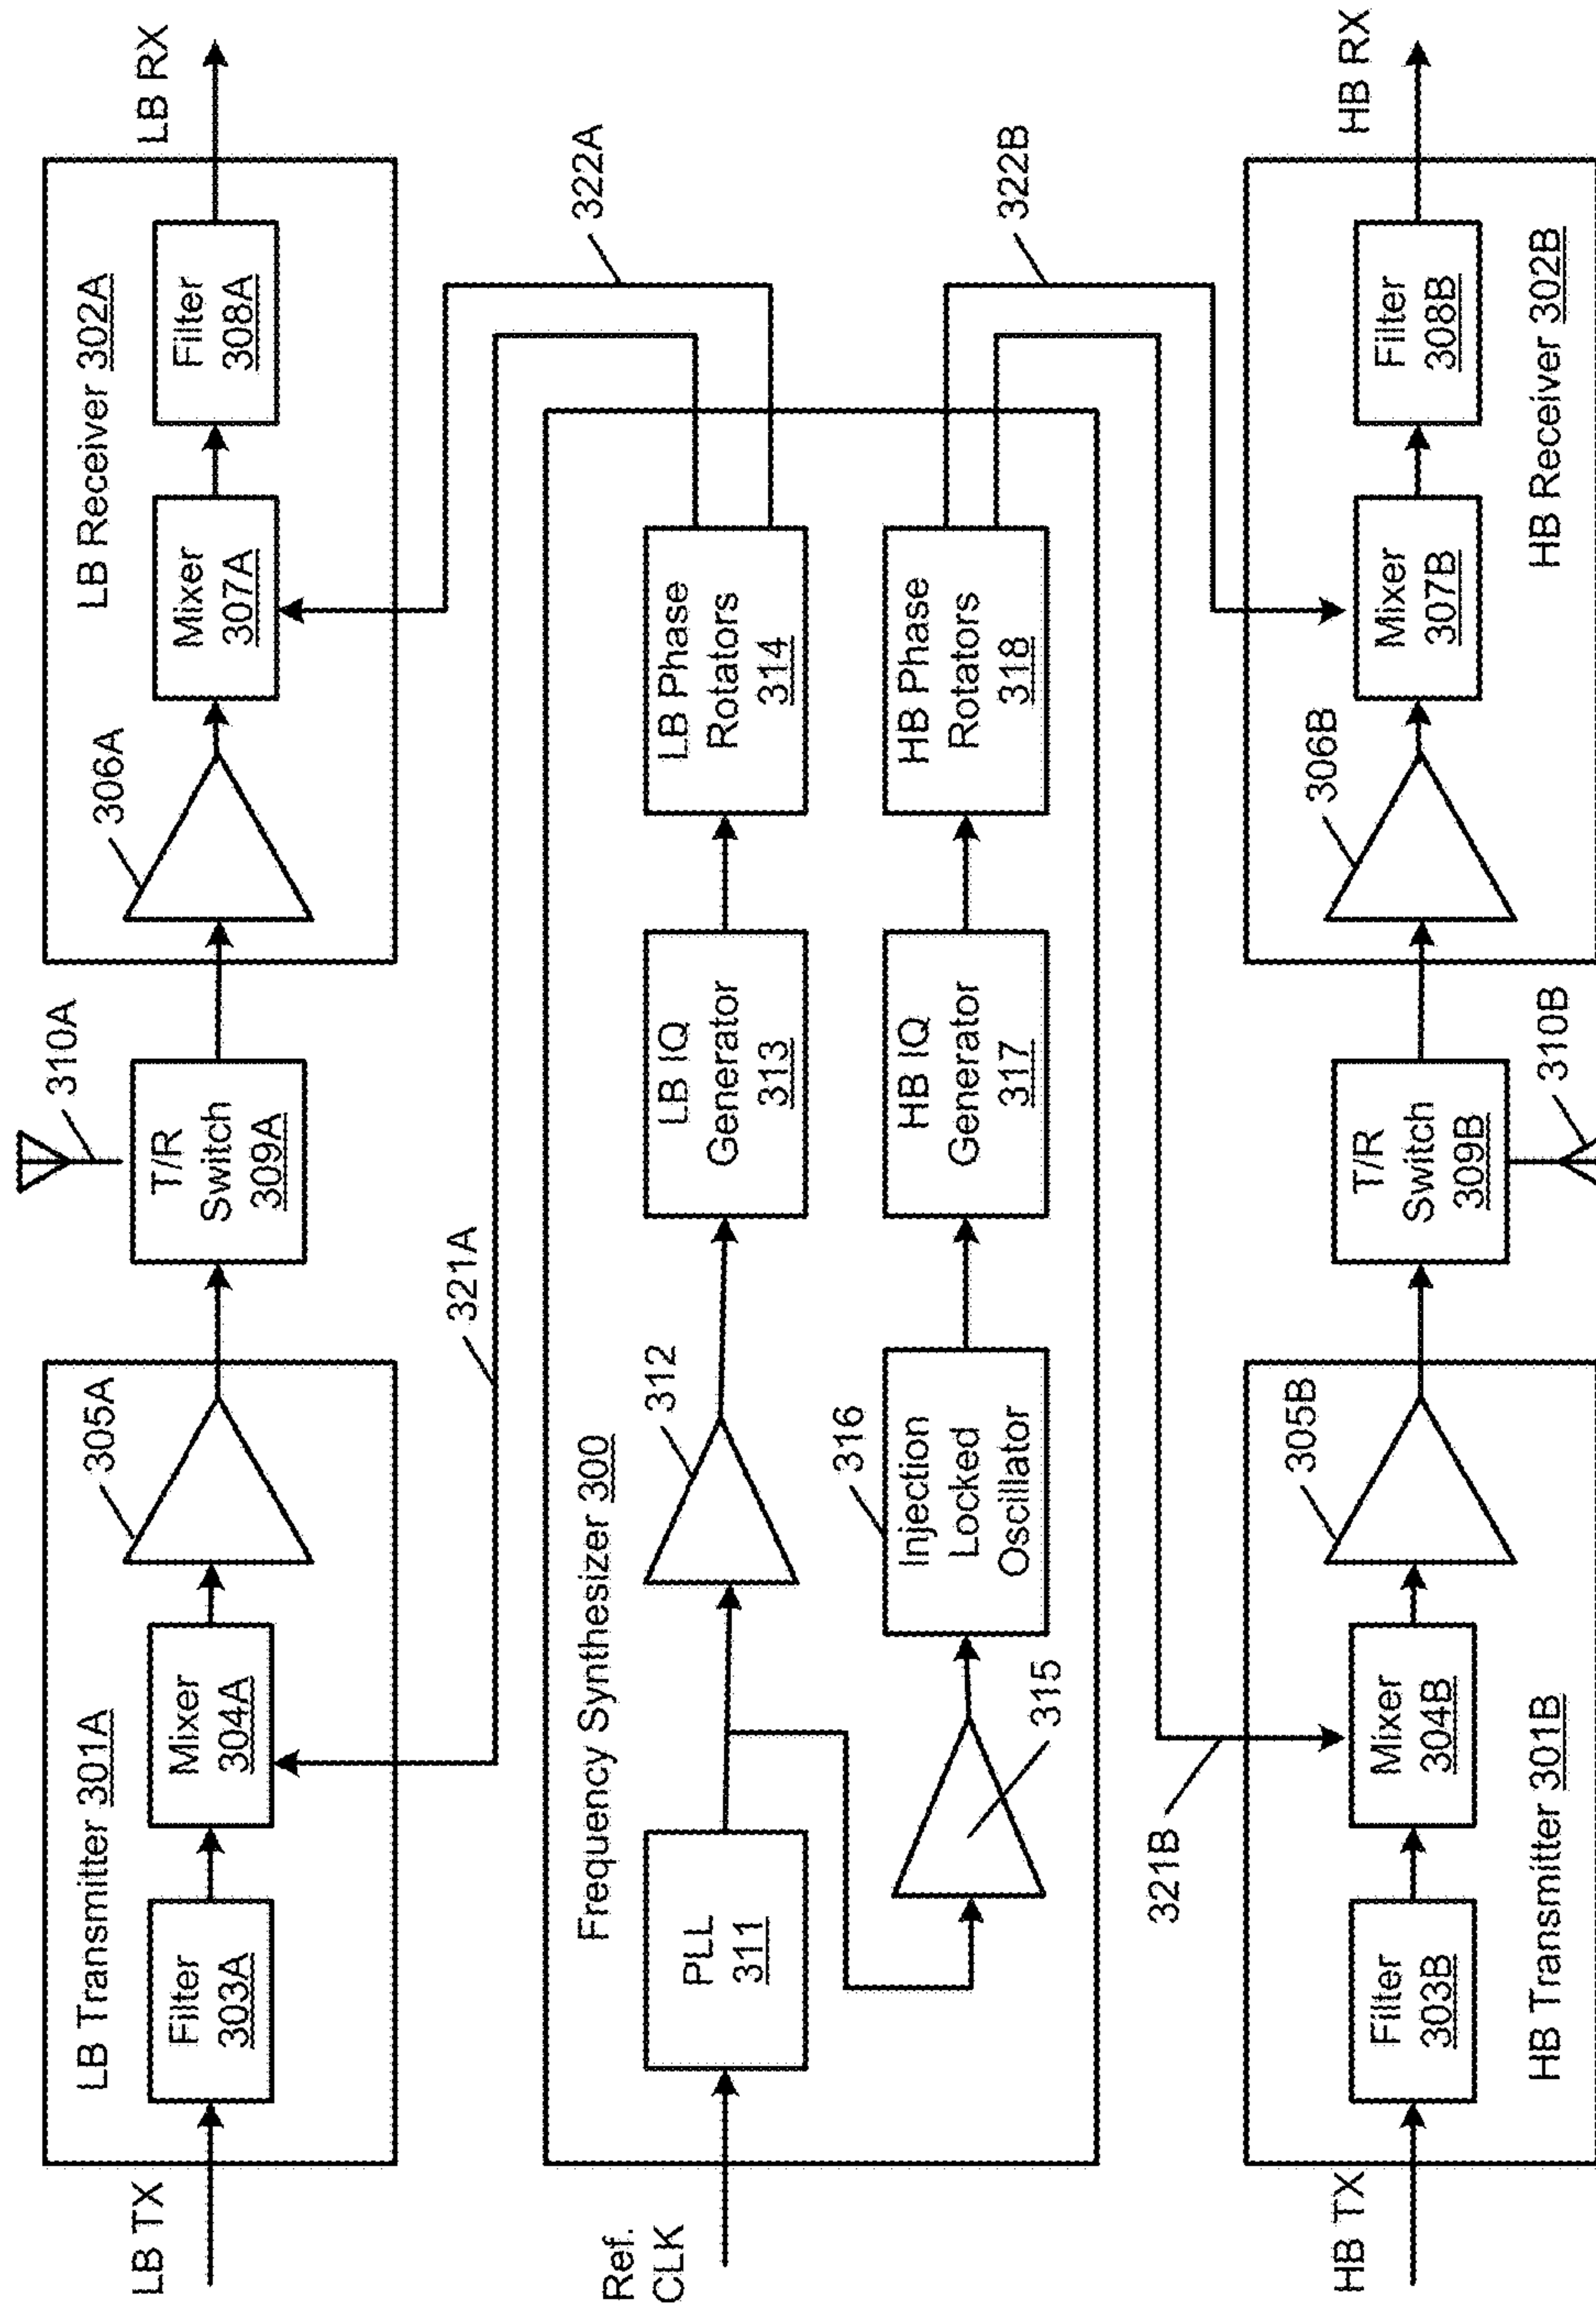 LB TX
LB Transmitter 301A
Filter
303A
Mixer
304A
305A
T/R
Switch
309A
310A
LB Receiver 302A
306A
Mixer
307A
Filter
308A
LB RX
321A
322A
Ref.
CLK
Frequency Synthesizer 300
PLL
311
312
LB IQ
Generator
313
LB Phase
Rotators
314
315
316
Injection
Locked
Oscillator
HB IQ
Generator
317
HB Phase
Rotators
318
321B
322B
HB TX
Filter
303B
Mixer
304B
HB Transmitter 301B
305B
T/R
Switch
309B
310B
306B
Mixer
307B
Filter
308B
HB Receiver 302B
HB RX